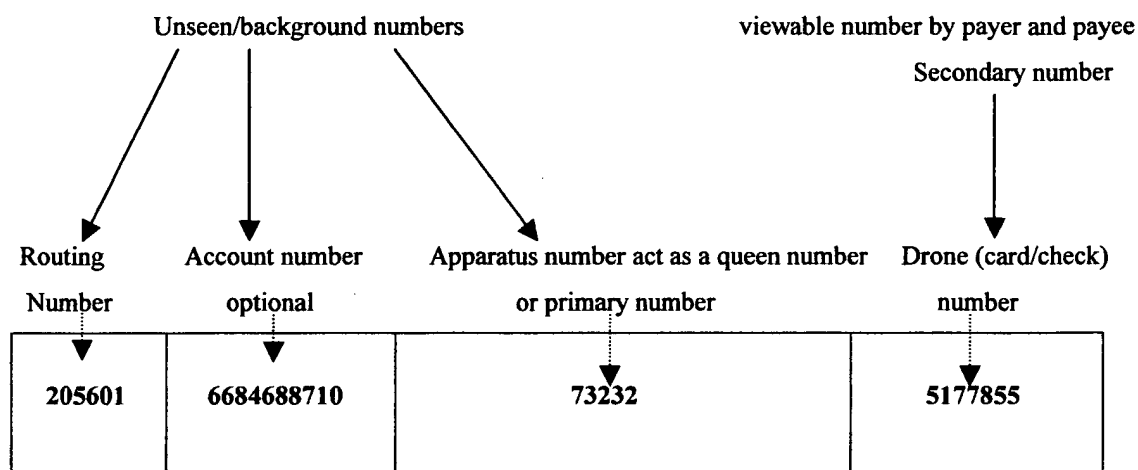 Unseen/background numbers
viewable number by payer and payee
Secondary number
Routing
Number
Account number
optional
Apparatus number act as a queen number
or primary number
Drone (card/check)
number
205601
6684688710
73232
5177855